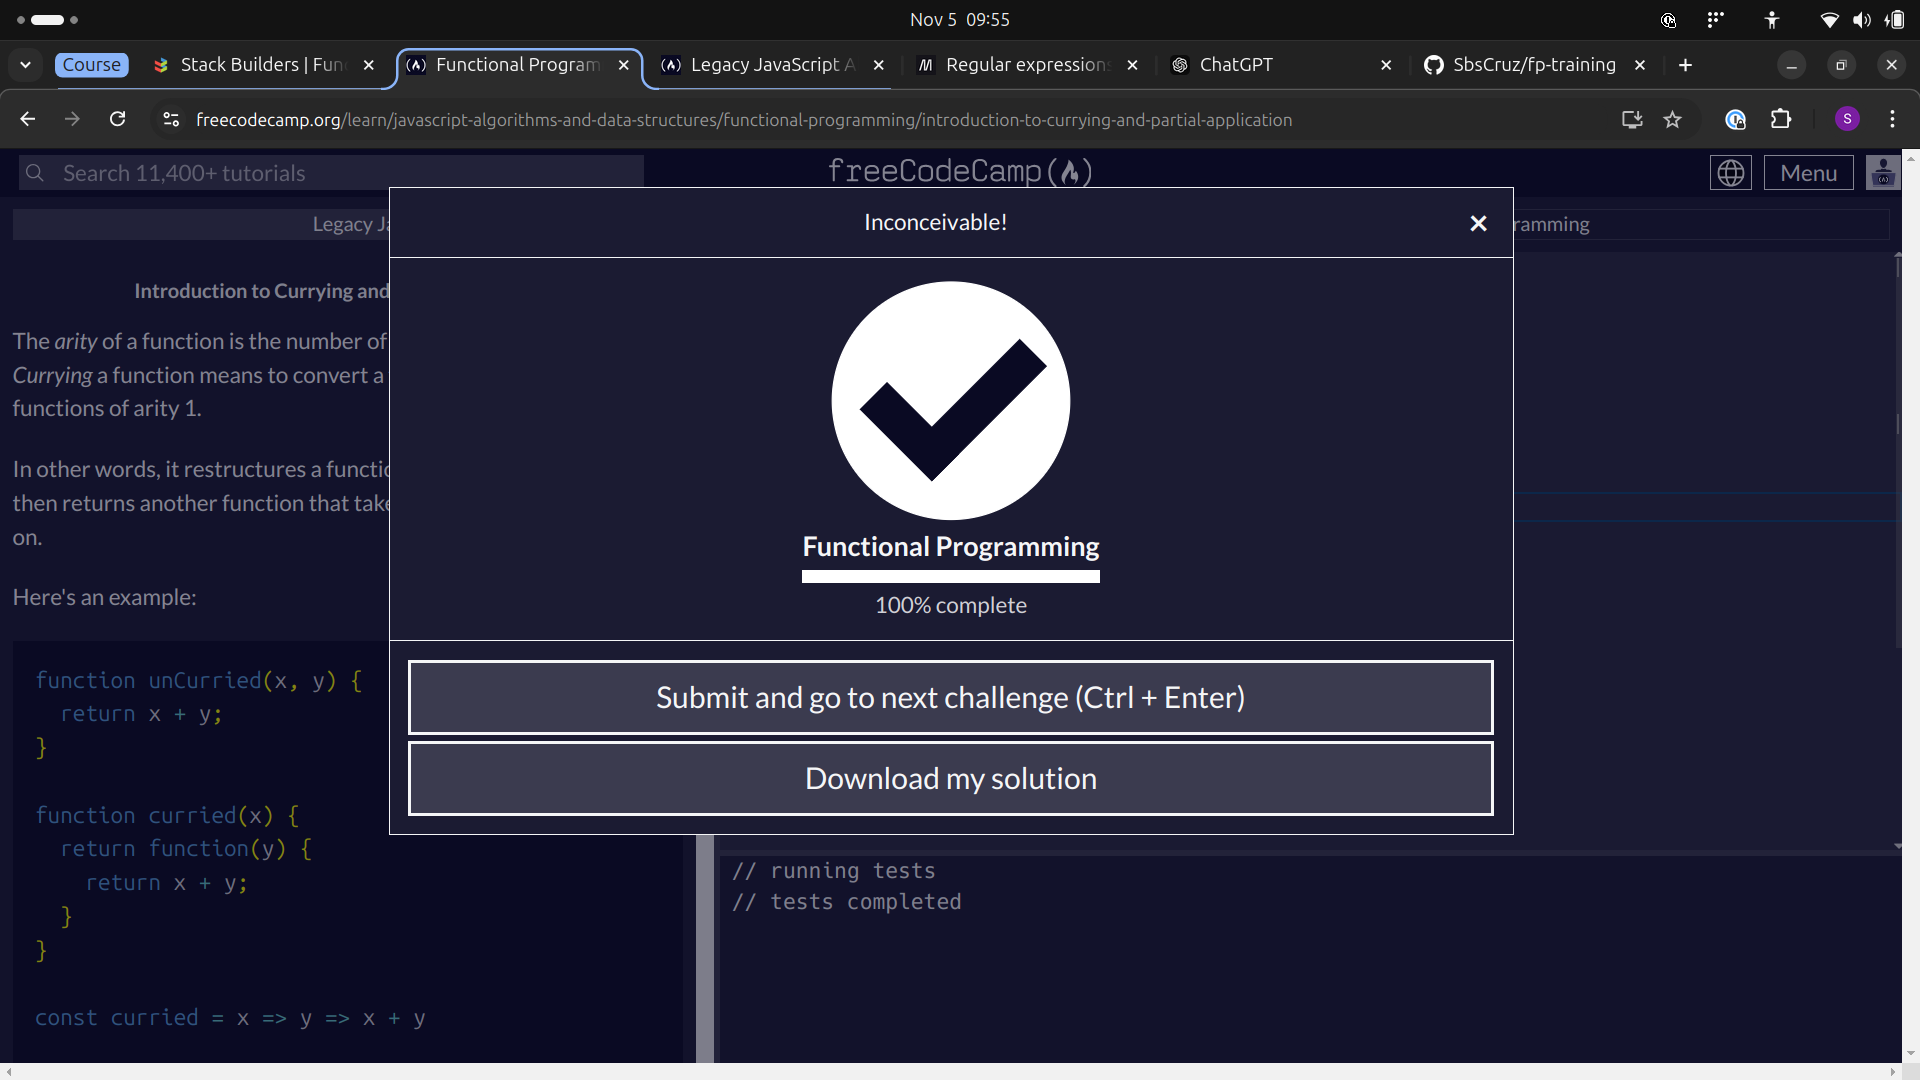 Nov 5 09:55
Course
Stack Builders | Fun
Functional Program
Legacy JavaScript A
Regular expressions
ChatGPT
SbsCruz/fp-training
freecodecamp.org/learn/javascript-algorithms-and-data-structures/functional-programming/introduction-to-currying-and-partial-application
S
Search 11,400+ tutorials
freeCodeCamp
Menu
Legacy Ja
ramming
Inconceivable!
Functional Programming
100% complete
Submit and go to next challenge (Ctrl + Enter)
Download my solution
Introduction to Currying and
The arity of a function is the number of
Currying a function means to convert a
functions of arity 1.
In other words, it restructures a functio
then returns another function that take
on.
Here's an example:
function unCurried(x, y) {
return x + y;
}
function curried(x) {
return function(y) {
return x + y;
}
}
const curried = x => y => x + y
// running tests
// tests completed